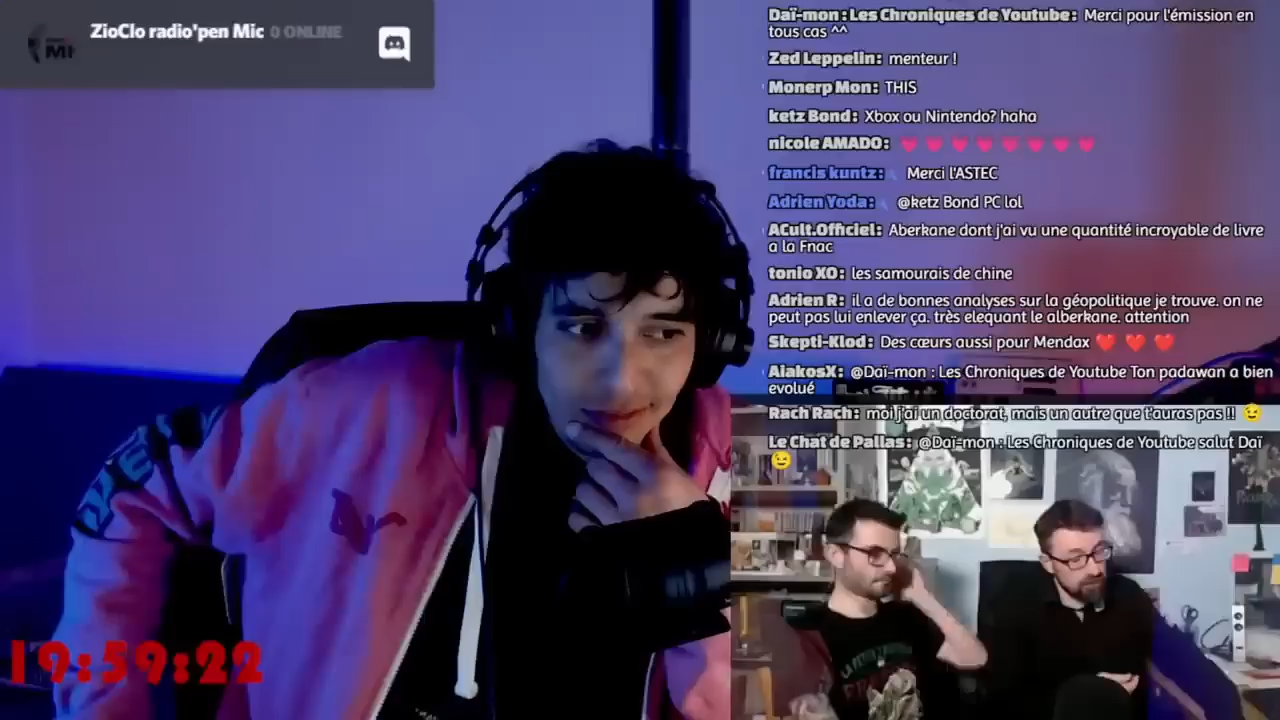 ZioClo radio'pen Mic 0 ONLINE
MI
Daï-mon : Les Chroniques de Youtube : Merci pour l'émission en
tous cas ^^
Zed Leppelin : menteur !
Monerp Mon : THIS
ketz Bond : Xbox ou Nintendo? haha
nicole AMADO : 💗 💗 💗 💗 💗 💗 💗 💗
francis kuntz : Merci l'ASTEC
Adrien Yoda : @ketz Bond PC lol
ACult.Officiel : Aberkane dont j'ai vu une quantité incroyable de livre
a la Fnac
tonio XO : les samourais de chine
Adrien R : il a de bonnes analyses sur la géopolitique je trouve. on ne
peut pas lui enlever ça. très elequant le alberkane. attention
Skepti-Klod : Des cœurs aussi pour Mendax ❤️ ❤️ ❤️
AiakosX : @Daï-mon : Les Chroniques de Youtube Ton padawan a bien
evolué
Rach Rach : moi j'ai un doctorat, mais un autre que t'auras pas !! 😉
Le Chat de Pallas : @Daï-mon : Les Chroniques de Youtube salut Daï
😉
19:59:22